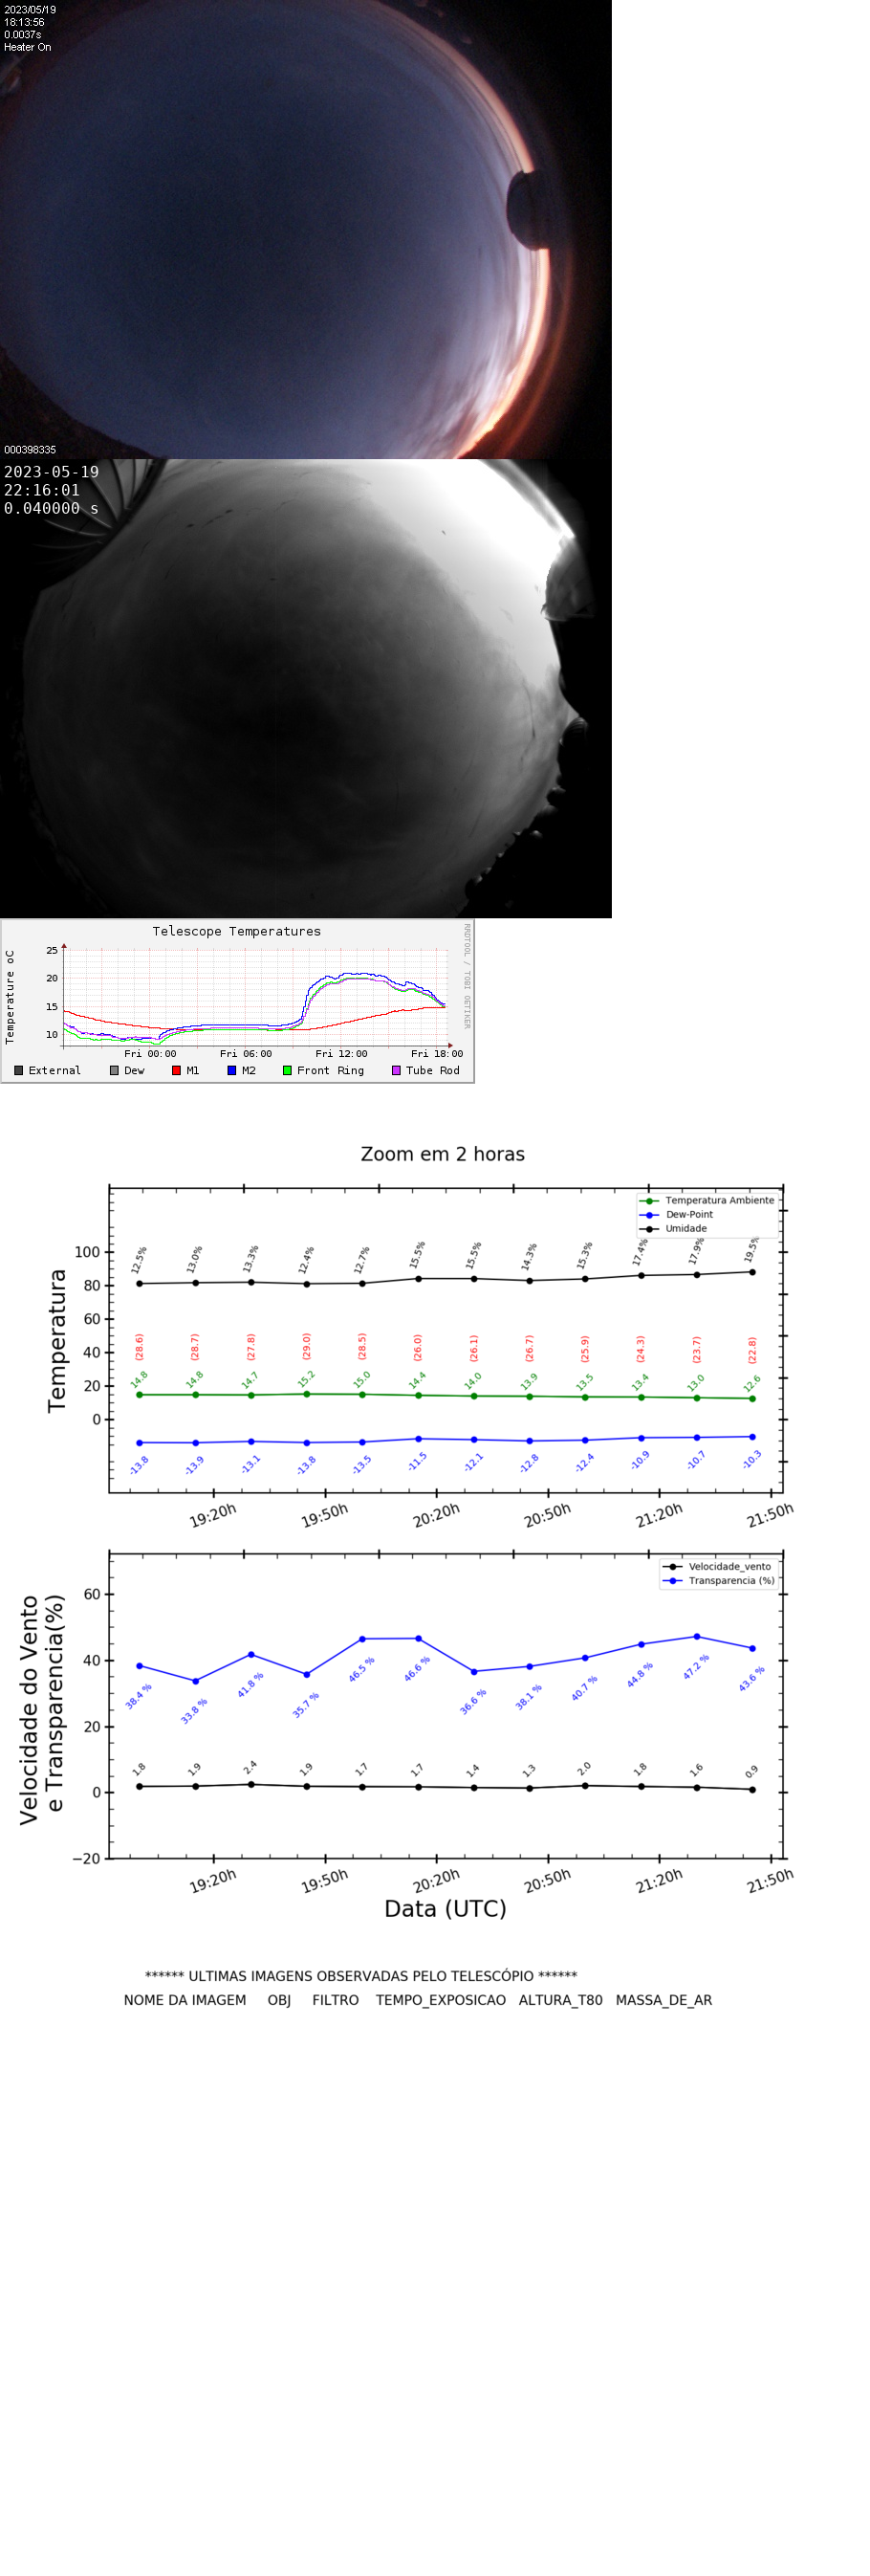 2023/05/19
18:13:56
0.0037s
Heater On
000398335
2023-05-19
22:16:01
0.040000 s
Telescope Temperatures
RRDTOOL / TOBI OETIKER
Temperature oC
25
20
15
10
Fri 00:00 Fri 06:00 Fri 12:00 Fri 18:00
External Dew M1 M2 Front Ring Tube Rod
Zoom em 2 horas
Temperatura Ambiente
Dew-Point
Umidade
Temperatura
100
80
60
40
20
0
12.5% 13.0% 13.3% 12.4% 12.7% 15.5% 15.5% 14.3% 15.3% 17.4% 17.9% 19.5%
(28.6) (28.7) (27.8) (29.0) (28.5) (26.0) (26.1) (26.7) (25.9) (24.3) (23.7) (22.8)
14.8 14.8 14.7 15.2 15.0 14.4 14.0 13.9 13.5 13.4 13.0 12.6
-13.8 -13.9 -13.1 -13.8 -13.5 -11.5 -12.1 -12.8 -12.4 -10.9 -10.7 -10.3
19:20h 19:50h 20:20h 20:50h 21:20h 21:50h
Velocidade_vento
Transparencia (%)
Velocidade do Vento
e Transparencia(%)
60
40
20
0
−20
38.4 % 33.8 % 41.8 % 35.7 % 46.5 % 46.6 % 36.6 % 38.1 % 40.7 % 44.8 % 47.2 % 43.6 %
1.8 1.9 2.4 1.9 1.7 1.7 1.4 1.3 2.0 1.8 1.6 0.9
19:20h 19:50h 20:20h 20:50h 21:20h 21:50h
Data (UTC)
****** ULTIMAS IMAGENS OBSERVADAS PELO TELESCÓPIO ******
NOME DA IMAGEM OBJ FILTRO TEMPO_EXPOSICAO ALTURA_T80 MASSA_DE_AR